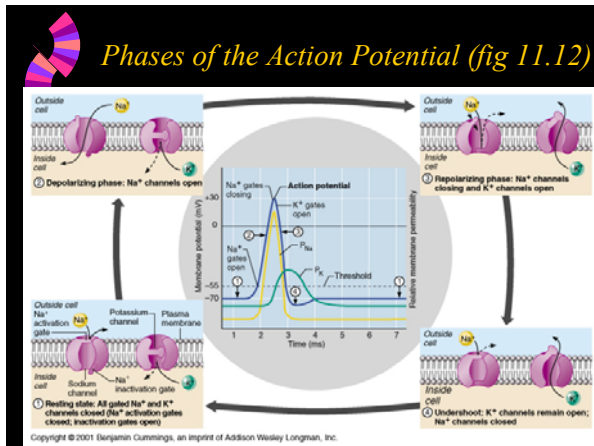 Phases of the Action Potential (fig 11.12)
Outside
cell
Na+
Inside
cell
K+
② Depolarizing phase: Na+ channels open
Outside
cell
Na+
Inside
cell
K+
③ Repolarizing phase: Na+ channels
closing and K+ channels open
Na+ gates
closing
Action potential
K+ gates
open
+30
0
−55
−70
Membrane potential (mV)
Relative membrane permeability
②
③
PNa
Na+
gates
open
PK
Threshold
①
①
④
1 2 3 4 5 6 7
Time (ms)
Outside cell
Na+
activation
gate
Na+
Potassium
channel
Plasma
membrane
Inside
cell
Sodium
channel
Na+
inactivation gate
K+
① Resting state: All gated Na+ and K+
channels closed (Na+ activation gates
closed; inactivation gates open)
Outside
cell
Na+
Inside
cell
K+
④ Undershoot: K+ channels remain open;
Na+ channels closed
Copyright © 2001 Benjamin Cummings, an imprint of Addison Wesley Longman, Inc.